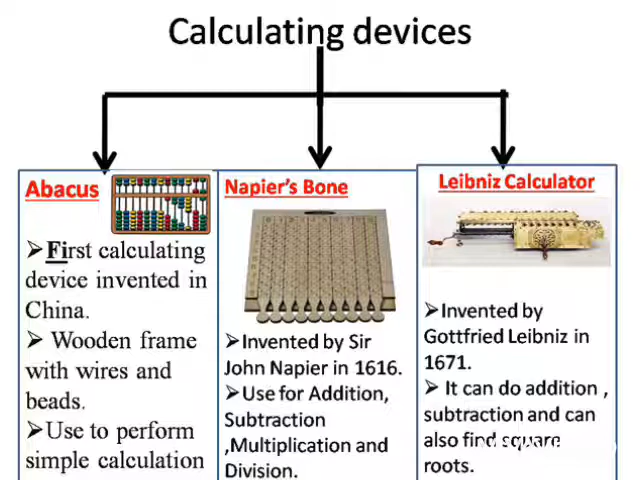 Calculating devices
Abacus
➢First calculating
device invented in
China.
➢ Wooden frame
with wires and
beads.
➢Use to perform
simple calculation
Napier's Bone
➢Invented by Sir
John Napier in 1616.
➢Use for Addition,
Subtraction
,Multiplication and
Division.
Leibniz Calculator
➢Invented by
Gottfried Leibniz in
1671.
➢ It can do addition ,
subtraction and can
also find square
roots.